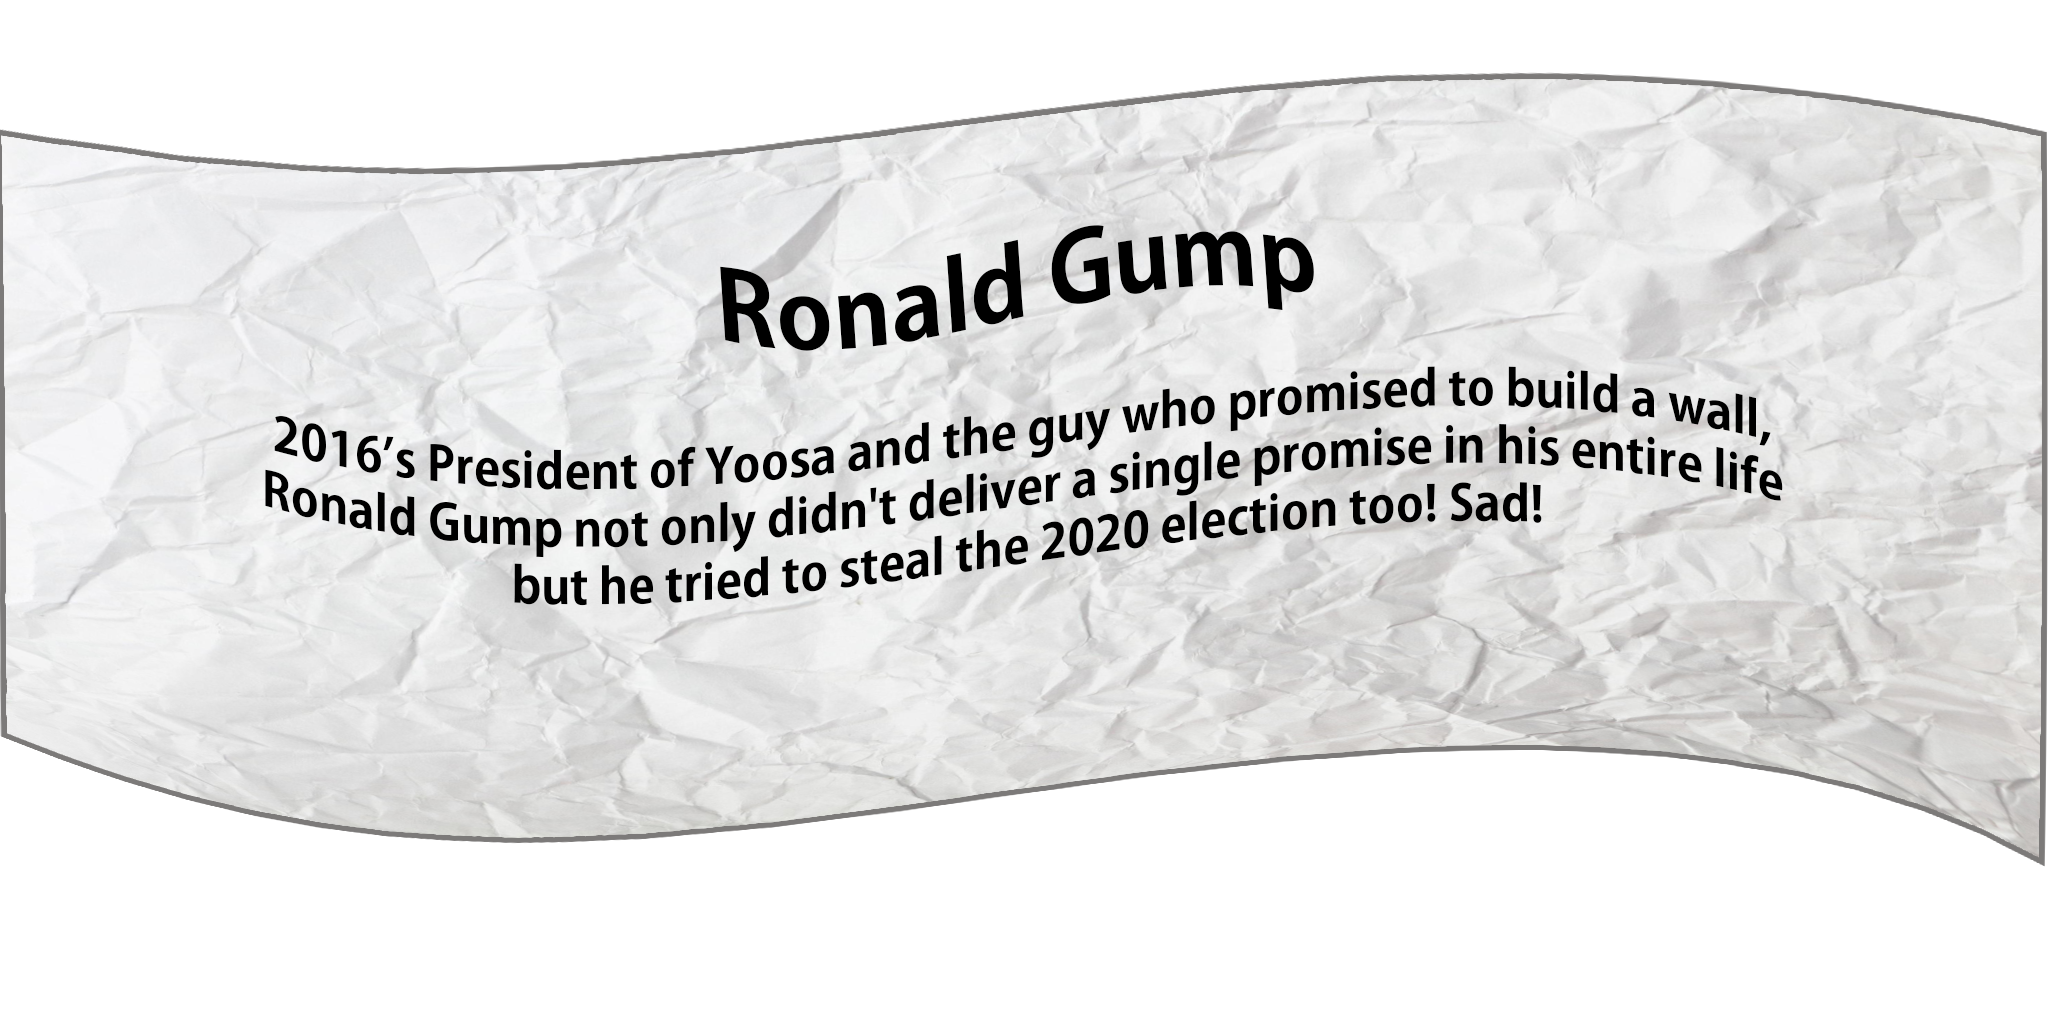 Ronald Gump
2016’s President of Yoosa and the guy who promised to build a wall,
Ronald Gump not only didn't deliver a single promise in his entire life
but he tried to steal the 2020 election too! Sad!